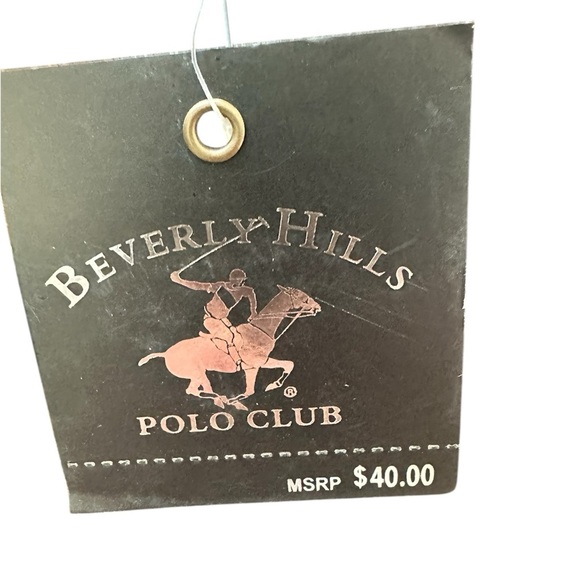 BEVERLY HILLS
®
POLO CLUB
MSRP $40.00